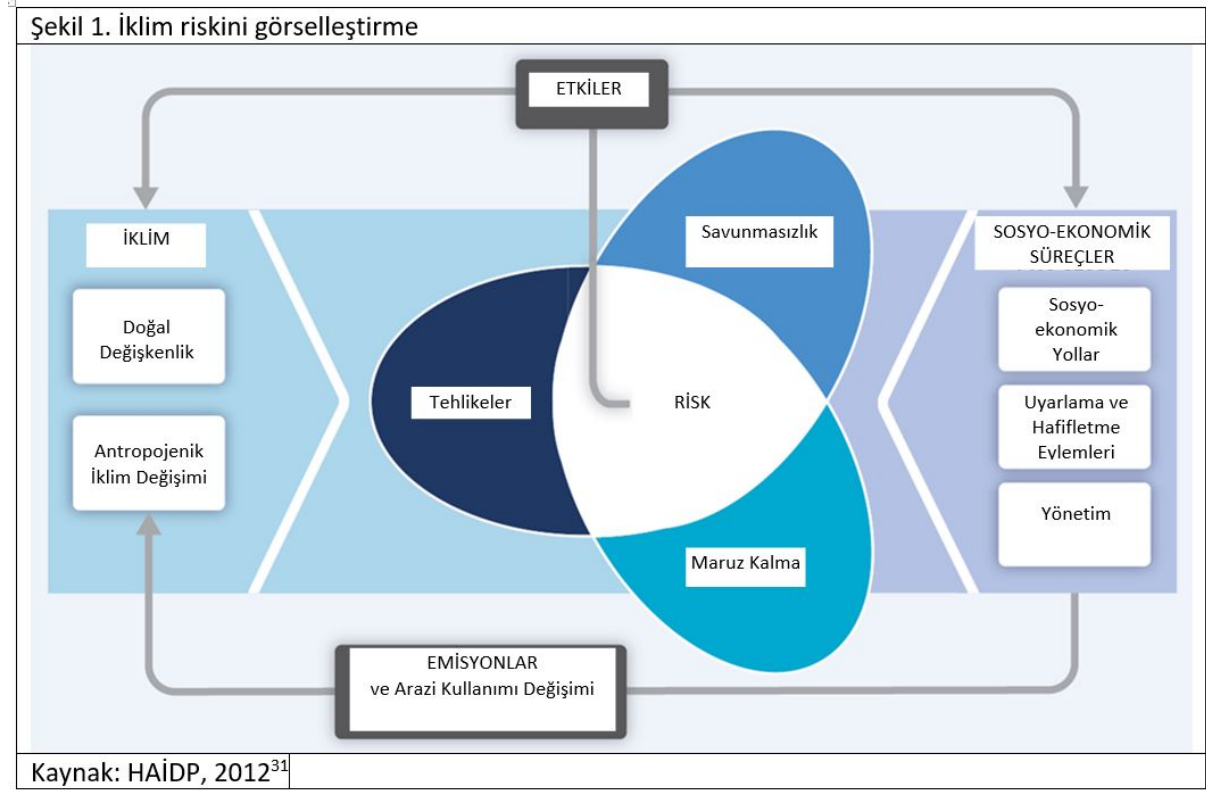 Şekil 1. İklim riskini görselleştirme
ETKİLER
İKLİM
Doğal
Değişkenlik
Antropojenik
İklim Değişimi
Tehlikeler
Savunmasızlık
RİSK
Maruz Kalma
SOSYO-EKONOMİK
SÜREÇLER
Sosyo-
ekonomik
Yollar
Uyarlama ve
Hafifletme
Eylemleri
Yönetim
EMİSYONLAR
ve Arazi Kullanımı Değişimi
Kaynak: HAİDP, 2012³¹